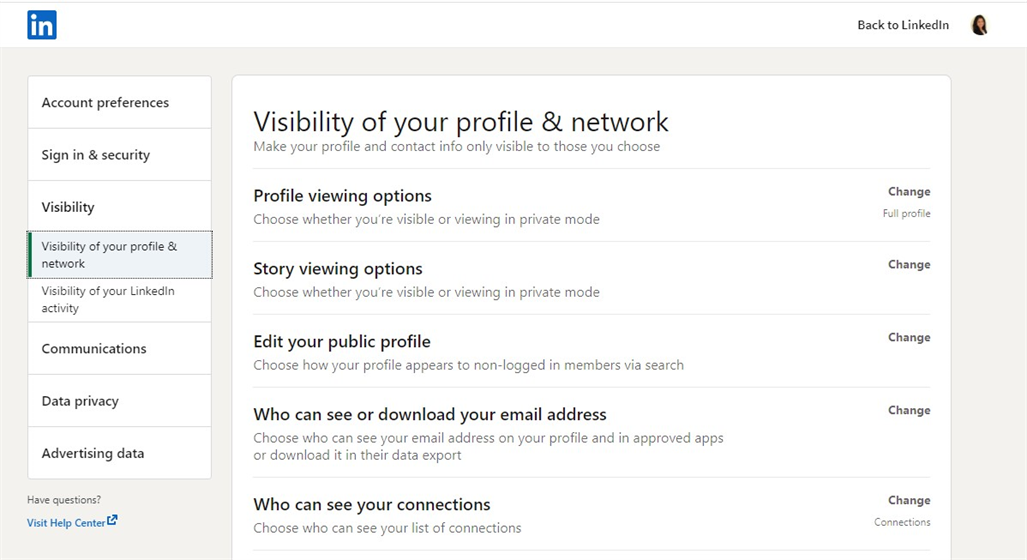 in
Back to LinkedIn
Account preferences
Sign in & security
Visibility
Visibility of your profile &
network
Visibility of your LinkedIn
activity
Communications
Data privacy
Advertising data
Have questions?
Visit Help Center
Visibility of your profile & network
Make your profile and contact info only visible to those you choose
Profile viewing options
Change
Choose whether you’re visible or viewing in private mode
Full profile
Story viewing options
Change
Choose whether you’re visible or viewing in private mode
Edit your public profile
Change
Choose how your profile appears to non-logged in members via search
Who can see or download your email address
Change
Choose who can see your email address on your profile and in approved apps
or download it in their data export
Who can see your connections
Change
Choose who can see your list of connections
Connections